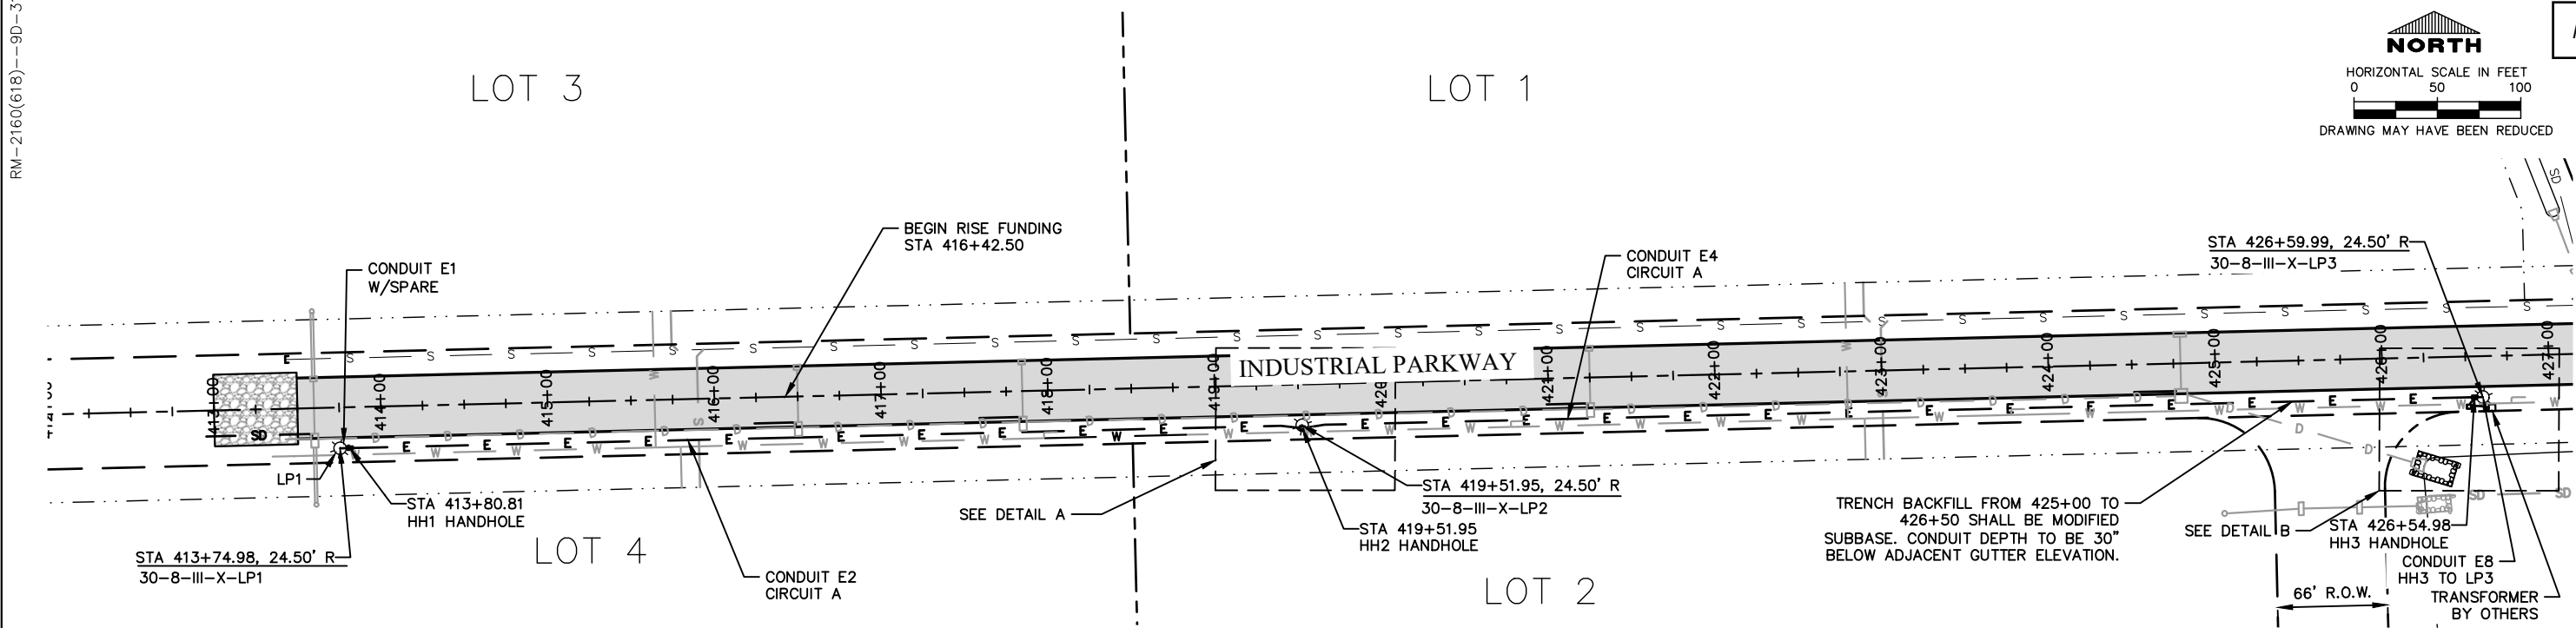 RM-2160(618)--9D-3
LOT 3
LOT 1
NORTH
HORIZONTAL SCALE IN FEET
0 50 100
DRAWING MAY HAVE BEEN REDUCED
SD
BEGIN RISE FUNDING
STA 416+42.50
CONDUIT E1
W/SPARE
CONDUIT E4
CIRCUIT A
STA 426+59.99, 24.50' R
30-8-III-X-LP3
INDUSTRIAL PARKWAY
413+00
414+00
415+00
416+00
417+00
418+00
419+00
420
421+00
422+00
423+00
424+00
425+00
426+00
427+00
SD
LP1
STA 413+80.81
HH1 HANDHOLE
STA 413+74.98, 24.50' R
30-8-III-X-LP1
LOT 4
CONDUIT E2
CIRCUIT A
SEE DETAIL A
STA 419+51.95, 24.50' R
30-8-III-X-LP2
STA 419+51.95
HH2 HANDHOLE
LOT 2
TRENCH BACKFILL FROM 425+00 TO
426+50 SHALL BE MODIFIED
SUBBASE. CONDUIT DEPTH TO BE 30"
BELOW ADJACENT GUTTER ELEVATION.
SEE DETAIL B
STA 426+54.98
HH3 HANDHOLE
CONDUIT E8
HH3 TO LP3
TRANSFORMER
BY OTHERS
66' R.O.W.
SD
SD